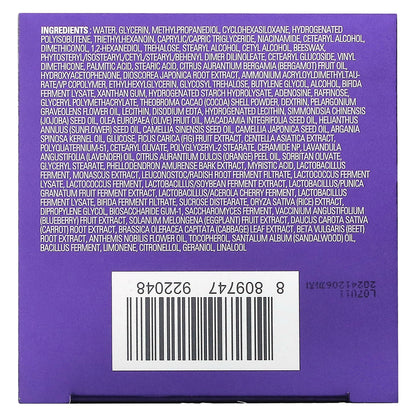 INGREDIENTS: WATER, GLYCERIN, METHYLPROPANEDIOL, CYCLOHEXASILOXANE, HYDROGENATED
POLYISOBUTENE, TRIETHYLHEXANOIN, CAPRYLIC/CAPRIC TRIGLYCERIDE, NIACINAMIDE, CETEARYL ALCOHOL,
DIMETHICONOL, 1,2-HEXANEDIOL, TREHALOSE, STEARYL ALCOHOL, CETYL ALCOHOL, BEESWAX,
PHYTOSTERYL/ISOSTEARYL/CETYL/STEARYL/BEHENYL DIMER DILINOLEATE, CETEARYL GLUCOSIDE, VINYL
DIMETHICONE, PALMITIC ACID, STEARIC ACID, CITRUS AURANTIUM BERGAMIA (BERGAMOT) FRUIT OIL,
HYDROXYACETOPHENONE, DIOSCOREA JAPONICA ROOT EXTRACT, AMMONIUM ACRYLOYLDIMETHYLTAU-
RATE/VP COPOLYMER, ETHYLHEXYLGLYCERIN, GLYCERYL STEARATE, BUTYLENE GLYCOL, ALCOHOL, BIFIDA
FERMENT LYSATE, XANTHAN GUM, HYDROGENATED STARCH HYDROLYSATE, ADENOSINE, RAFFINOSE,
GLYCERYL POLYMETHACRYLATE, THEOBROMA CACAO (COCOA) SHELL POWDER, DEXTRIN, PELARGONIUM
GRAVEOLENS FLOWER OIL, LECITHIN, DISODIUM EDTA, HYDROGENATED LECITHIN, SIMMONDSIA CHINENSIS
(JOJOBA) SEED OIL, OLEA EUROPAEA (OLIVE) FRUIT OIL, MACADAMIA INTEGRIFOLIA SEED OIL, HELIANTHUS
ANNUUS (SUNFLOWER) SEED OIL, CAMELLIA SINENSIS SEED OIL, CAMELLIA JAPONICA SEED OIL, ARGANIA
SPINOSA KERNEL OIL, GLUCOSE, FICUS CARICA (FIG) FRUIT EXTRACT, CENTELLA ASIATICA EXTRACT,
POLYQUATERNIUM-51, CETEARYL OLIVATE, POLYGLYCERYL-2 STEARATE, CERAMIDE NP, LAVANDULA
ANGUSTIFOLIA (LAVENDER) OIL, CITRUS AURANTIUM DULCIS (ORANGE) PEEL OIL, SORBITAN OLIVATE,
GLYCERYL STEARATE, PHELLODENDRON AMURENSE BARK EXTRACT, MYRISTIC ACID, LACTOBACILLUS
FERMENT, MONASCUS EXTRACT, LEUCONOSTOC/RADISH ROOT FERMENT FILTRATE, LACTOCOCCUS FERMENT
LYSATE, LACTOCOCCUS FERMENT, LACTOBACILLUS/SOYBEAN FERMENT EXTRACT, LACTOBACILLUS/PUNICA
GRANATUM FRUIT FERMENT EXTRACT, LACTOBACILLUS/ACEROLA CHERRY FERMENT, LACTOBACILLUS FERMENT
LYSATE, BIFIDA FERMENT FILTRATE, SUCROSE DISTEARATE, ORYZA SATIVA (RICE) EXTRACT,
DIPROPYLENE GLYCOL, BIOSACCHARIDE GUM-1, SACCHAROMYCES FERMENT, VACCINIUM ANGUSTIFOLIUM
(BLUEBERRY) FRUIT EXTRACT, SOLANUM MELONGENA (EGGPLANT) FRUIT EXTRACT, DAUCUS CAROTA SATIVA
(CARROT) ROOT EXTRACT, BRASSICA OLERACEA CAPITATA (CABBAGE) LEAF EXTRACT, BETA VULGARIS (BEET)
ROOT EXTRACT, ANTHEMIS NOBILIS FLOWER OIL, TOCOPHEROL, SANTALUM ALBUM (SANDALWOOD) OIL,
BACILLUS FERMENT, LIMONENE, CITRONELLOL, GERANIOL, LINALOOL
8 809747 922048
L07U11
20241206까지